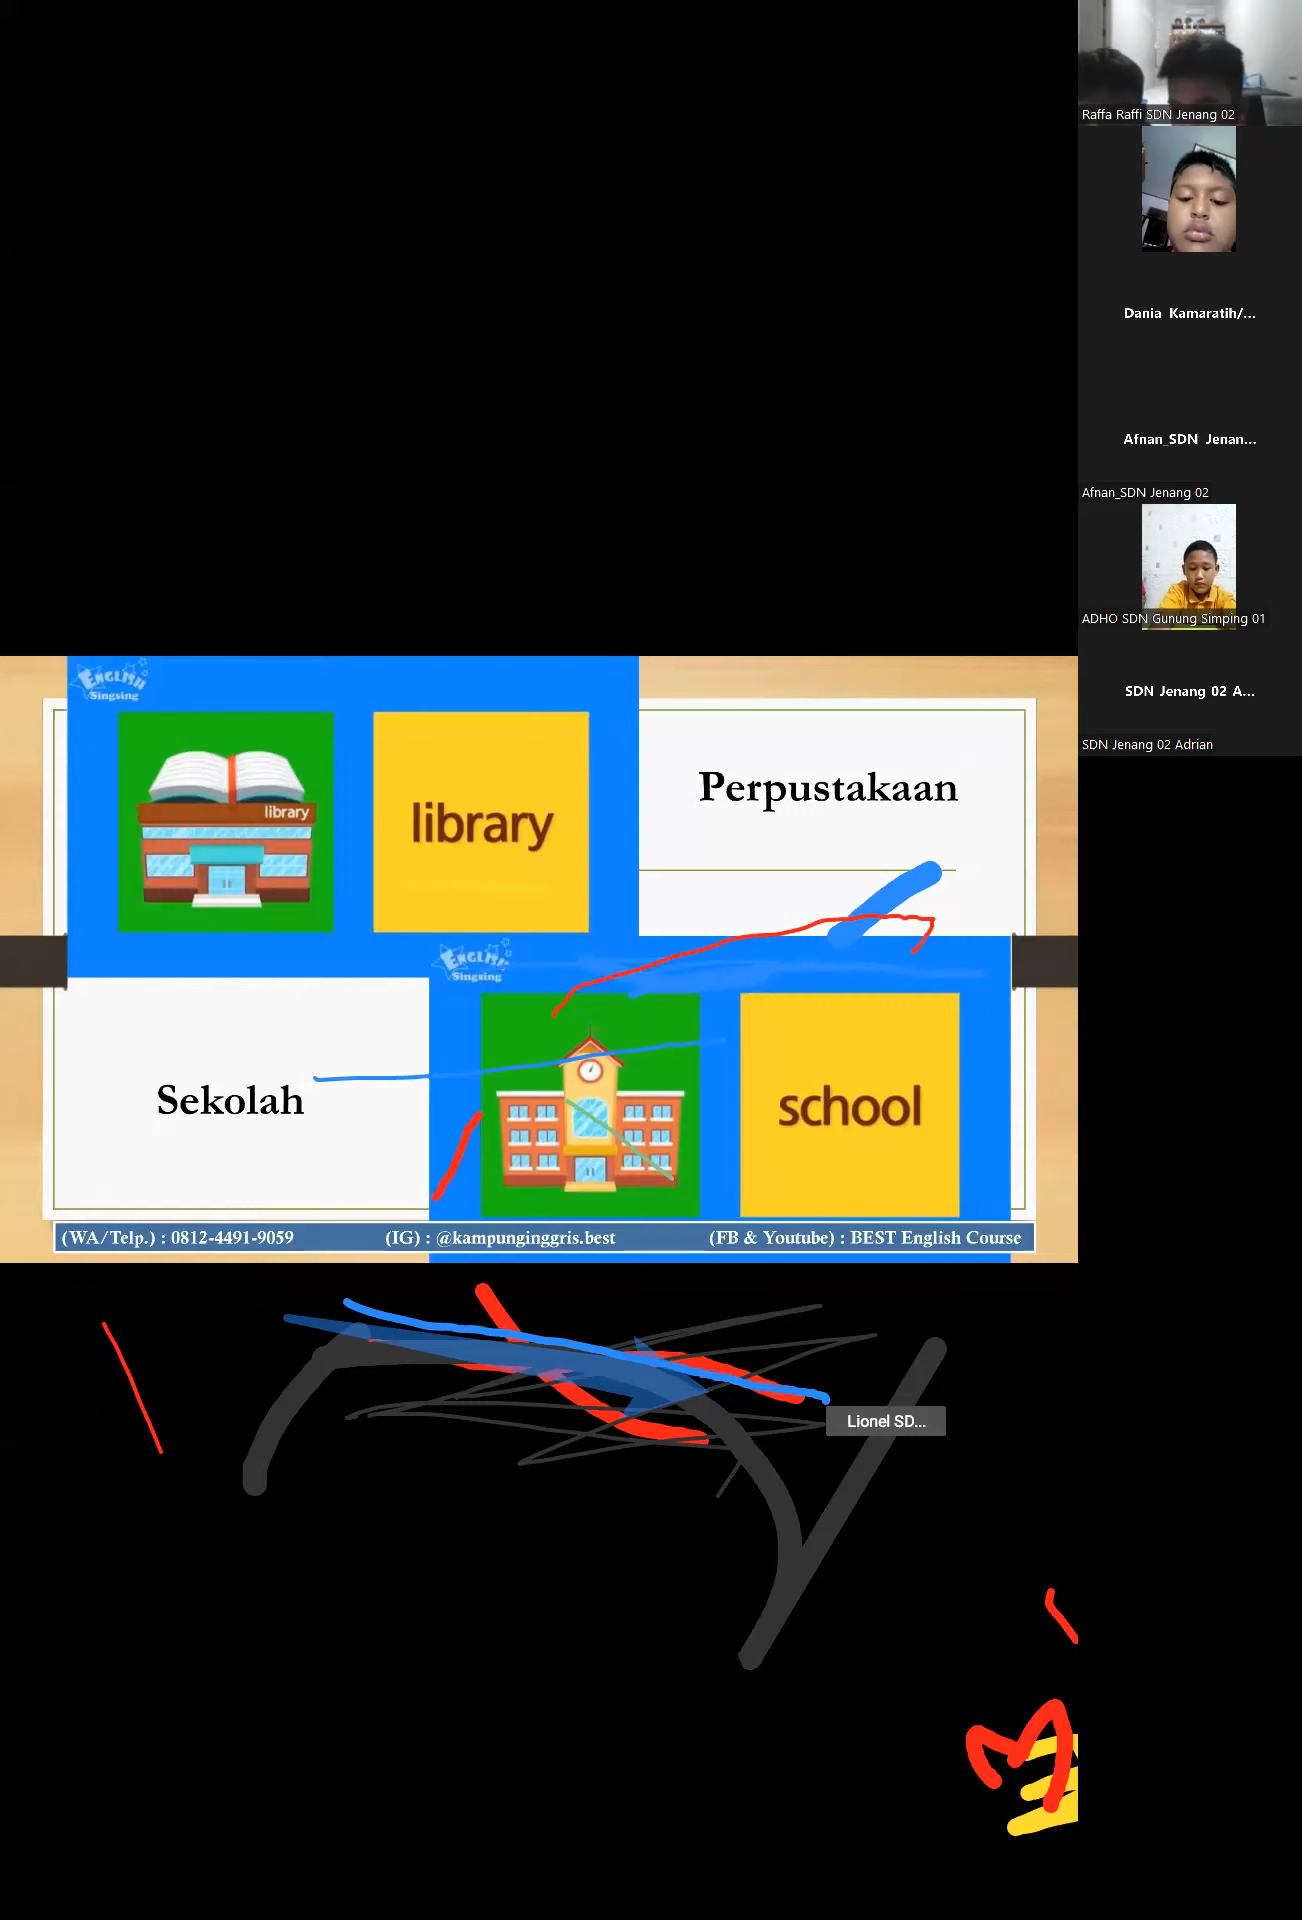 Raffa Raffi SDN Jenang 02
Dania Kamaratih/...
Afnan_SDN Jenan...
Afnan_SDN Jenang 02
ADHO SDN Gunung Simping 01
SDN Jenang 02 A...
SDN Jenang 02 Adrian
ENGLISH
Singsing
library
library
Perpustakaan
ENGLISH
Singsing
Sekolah
school
(WA/Telp.) : 0812-4491-9059 (IG) : @kampunginggris.best (FB & Youtube) : BEST English Course
Lionel SD...